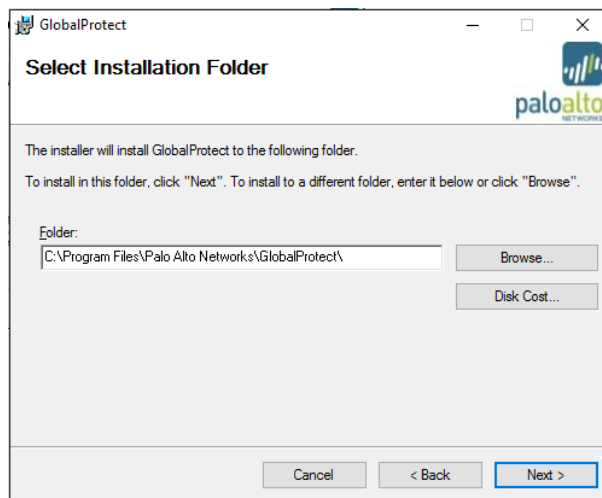 GlobalProtect
Select Installation Folder
paloalto
NETWORKS
The installer will install GlobalProtect to the following folder.
To install in this folder, click "Next". To install to a different folder, enter it below or click "Browse".
Folder:
C:\Program Files\Palo Alto Networks\GlobalProtect\
Browse...
Disk Cost...
Cancel
< Back
Next >